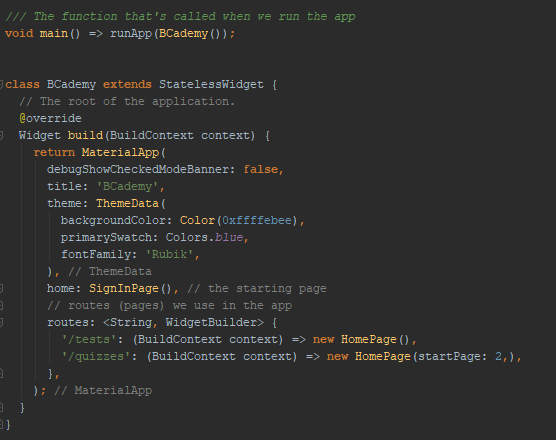 /// The function that's called when we run the app
void main() => runApp(BCademy());
class BCademy extends StatelessWidget {
// The root of the application.
@override
Widget build(BuildContext context) {
return MaterialApp(
debugShowCheckedModeBanner: false,
title: 'BCademy',
theme: ThemeData(
backgroundColor: Color(0xffffebee),
primarySwatch: Colors.blue,
fontFamily: 'Rubik',
), // ThemeData
home: SignInPage(), // the starting page
// routes (pages) we use in the app
routes: <String, WidgetBuilder> {
'/tests': (BuildContext context) => new HomePage(),
'/quizzes': (BuildContext context) => new HomePage(startPage: 2,),
},
); // MaterialApp
}
}